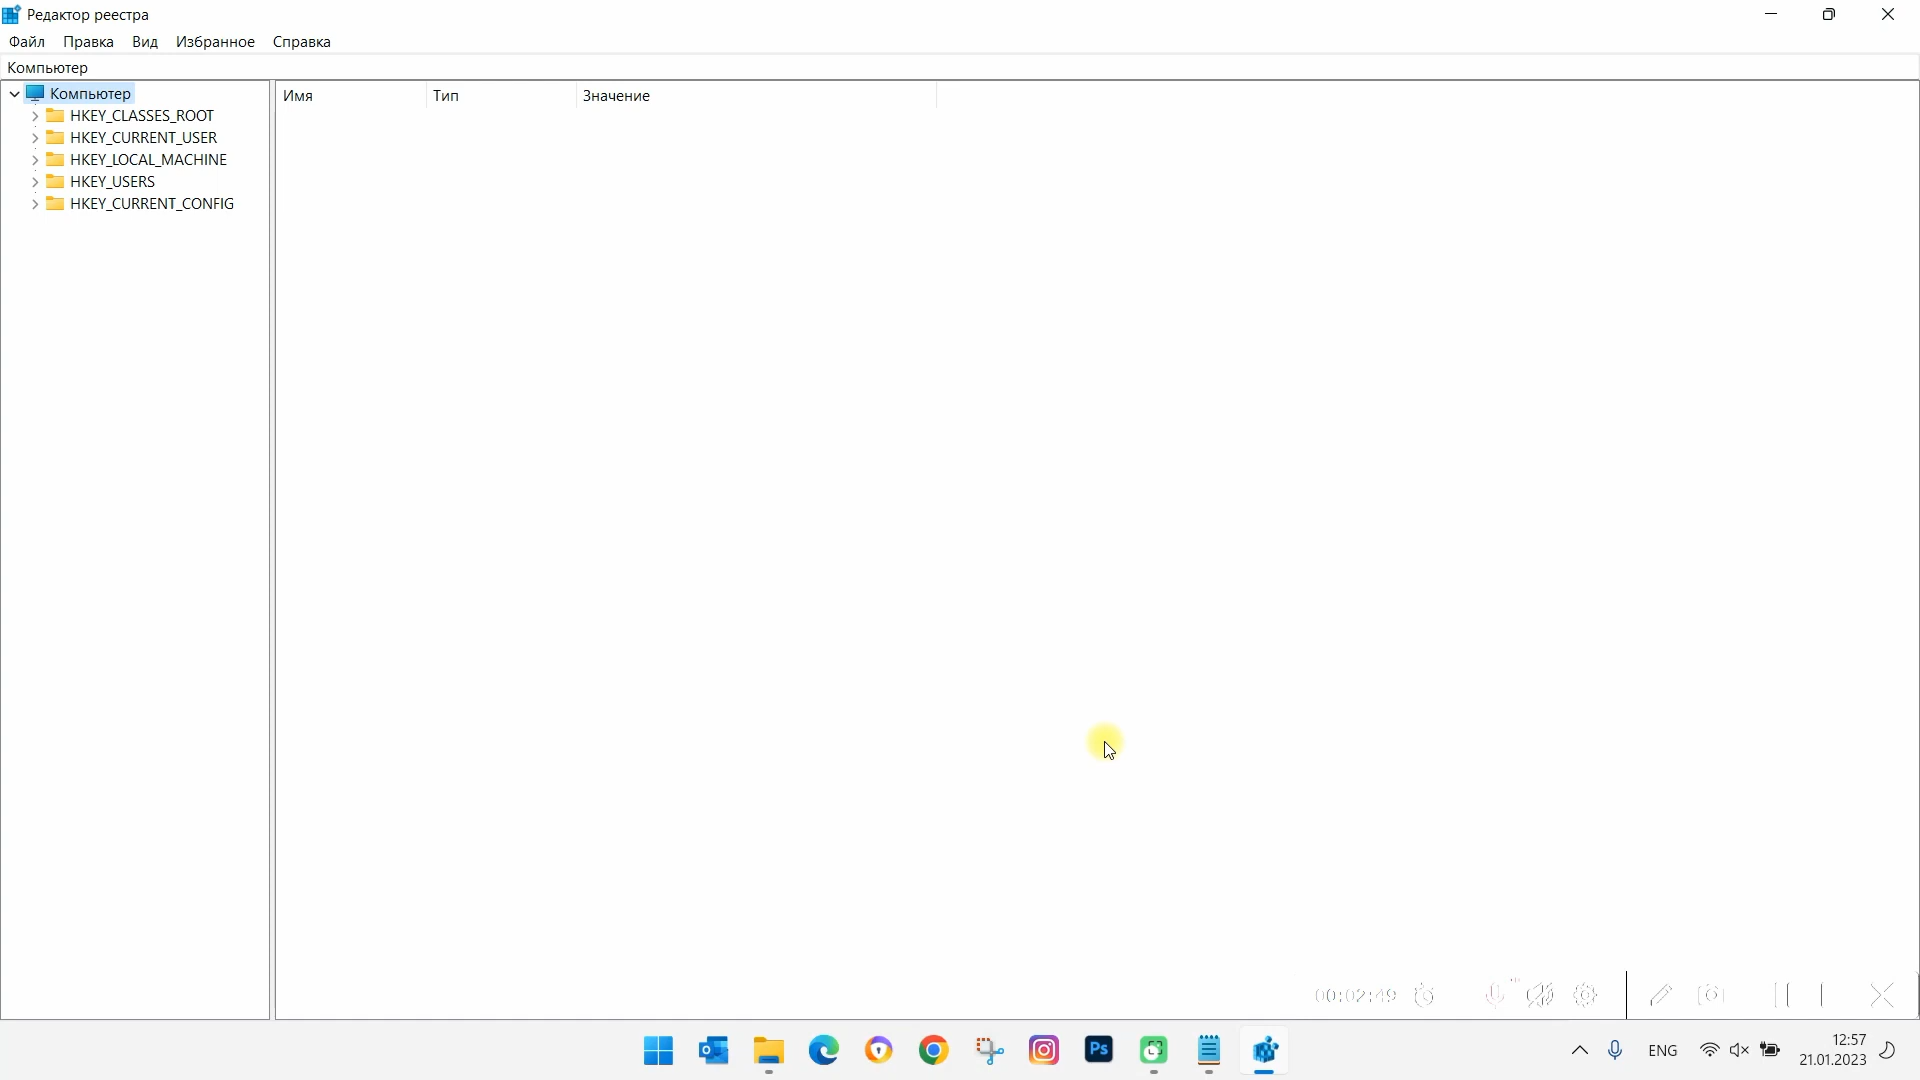 Редактор реестра
Файл Правка Вид Избранное Справка
Компьютер
Компьютер
HKEY_CLASSES_ROOT
HKEY_CURRENT_USER
HKEY_LOCAL_MACHINE
HKEY_USERS
HKEY_CURRENT_CONFIG
Имя Тип Значение
00:02:49
Ps
ENG
12:57
21.01.2023